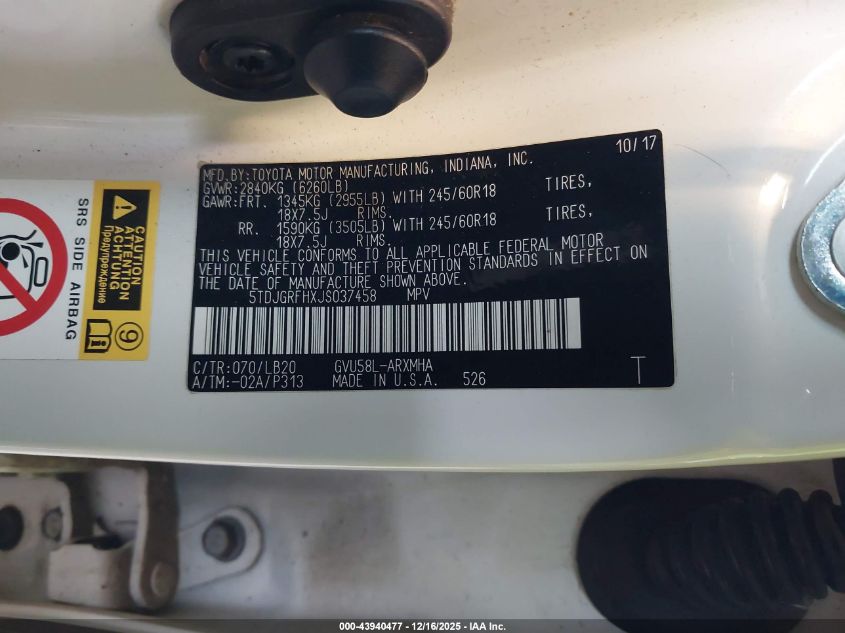 10/17
MFD.BY:TOYOTA MOTOR MANUFACTURING, INDIANA, INC.
GVWR:2840KG (6260LB)
GAWR:FRT. 1345KG (2955LB) WITH 245/60R18 TIRES,
18X7.5J RIMS.
RR. 1590KG (3505LB) WITH 245/60R18 TIRES,
18X7.5J RIMS.
THIS VEHICLE CONFORMS TO ALL APPLICABLE FEDERAL MOTOR
VEHICLE SAFETY AND THEFT PREVENTION STANDARDS IN EFFECT ON
THE DATE OF MANUFACTURE SHOWN ABOVE.
5TDJGRFHXJS037458 MPV
C/TR:070/LB20 GVU58L-ARXMHA
A/TM:-02A/P313 MADE IN U.S.A. 526
T
SRS SIDE AIRBAG
CAUTION
ATTENTION
ACHTUNG
Предупреждение
9
000-43940477 - 12/16/2025 - IAA Inc.